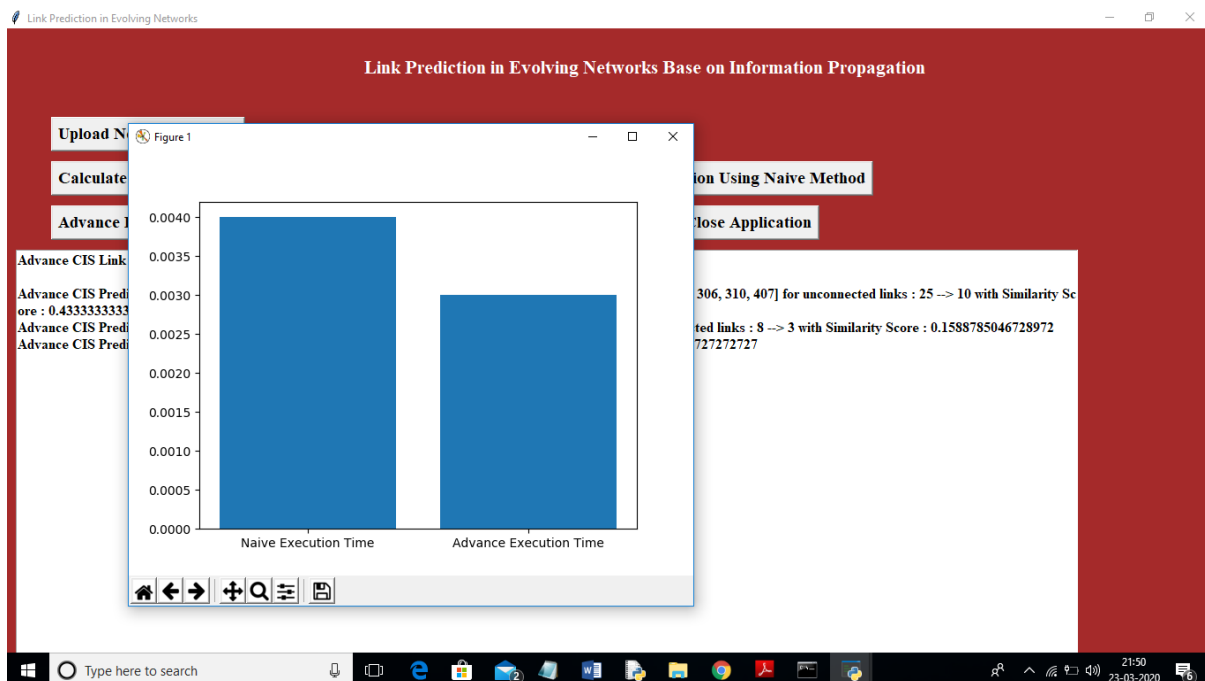 Link Prediction in Evolving Networks
Link Prediction in Evolving Networks Base on Information Propagation
Upload
Figure 1
Calculate
Using Naive Method
Advance
Application
0.0040
0.0035
0.0030
0.0025
0.0020
0.0015
0.0010
0.0005
0.0000
Naive Execution Time
Advance Execution Time
Advance CIS Link
Advance CIS Predi 306, 310, 407] for unconnected links : 25 --> 10 with Similarity Sc
ore : 0.4333333333
Advance CIS Predi ted links : 8 --> 3 with Similarity Score : 0.1588785046728972
Advance CIS Predi 727272727
Type here to search
2
21:50
23-03-2020
6